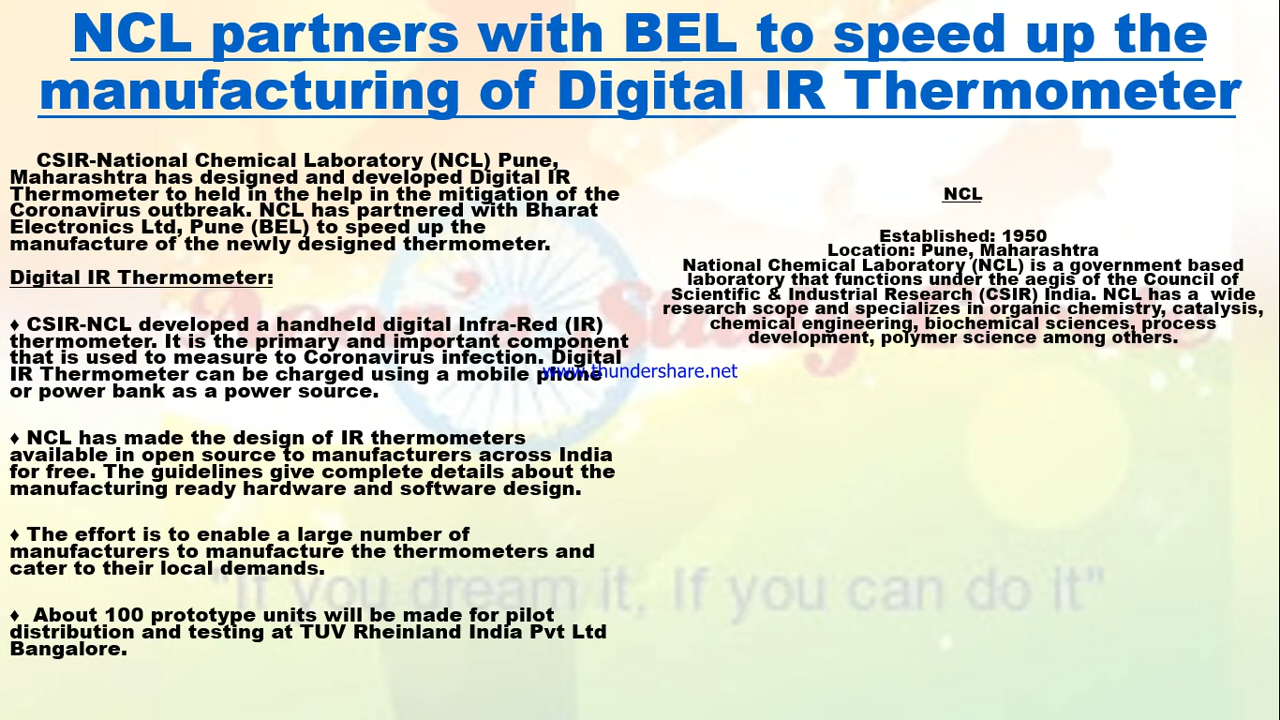 NCL partners with BEL to speed up the
manufacturing of Digital IR Thermometer
CSIR-National Chemical Laboratory (NCL) Pune,
Maharashtra has designed and developed Digital IR
Thermometer to held in the help in the mitigation of the
Coronavirus outbreak. NCL has partnered with Bharat
Electronics Ltd, Pune (BEL) to speed up the
manufacture of the newly designed thermometer.
Digital IR Thermometer:
♦ CSIR-NCL developed a handheld digital Infra-Red (IR)
thermometer. It is the primary and important component
that is used to measure to Coronavirus infection. Digital
IR Thermometer can be charged using a mobile phone
or power bank as a power source.
♦ NCL has made the design of IR thermometers
available in open source to manufacturers across India
for free. The guidelines give complete details about the
manufacturing ready hardware and software design.
♦ The effort is to enable a large number of
manufacturers to manufacture the thermometers and
cater to their local demands.
♦ About 100 prototype units will be made for pilot
distribution and testing at TUV Rheinland India Pvt Ltd
Bangalore.
NCL
Established: 1950
Location: Pune, Maharashtra
National Chemical Laboratory (NCL) is a government based
laboratory that functions under the aegis of the Council of
Scientific & Industrial Research (CSIR) India. NCL has a wide
research scope and specializes in organic chemistry, catalysis,
chemical engineering, biochemical sciences, process
development, polymer science among others.
www.thundershare.net
"If you dream it, If you can do it"